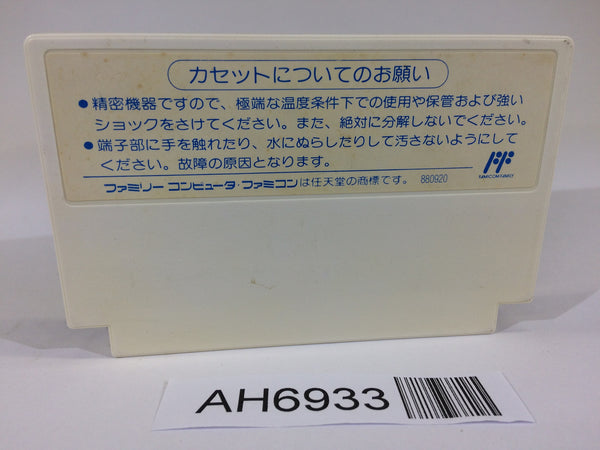 カセットについてのお願い
●精密機器ですので、極端な温度条件下での使用や保管および強い
ショックをさけてください。また、絶対に分解しないでください。
●端子部に手を触れたり、水にぬらしたりして汚さないようにして
ください。故障の原因となります。
FAMICOM FAMILY
ファミリー コンピュータ・ファミコンは任天堂の商標です。 880920
AH6933